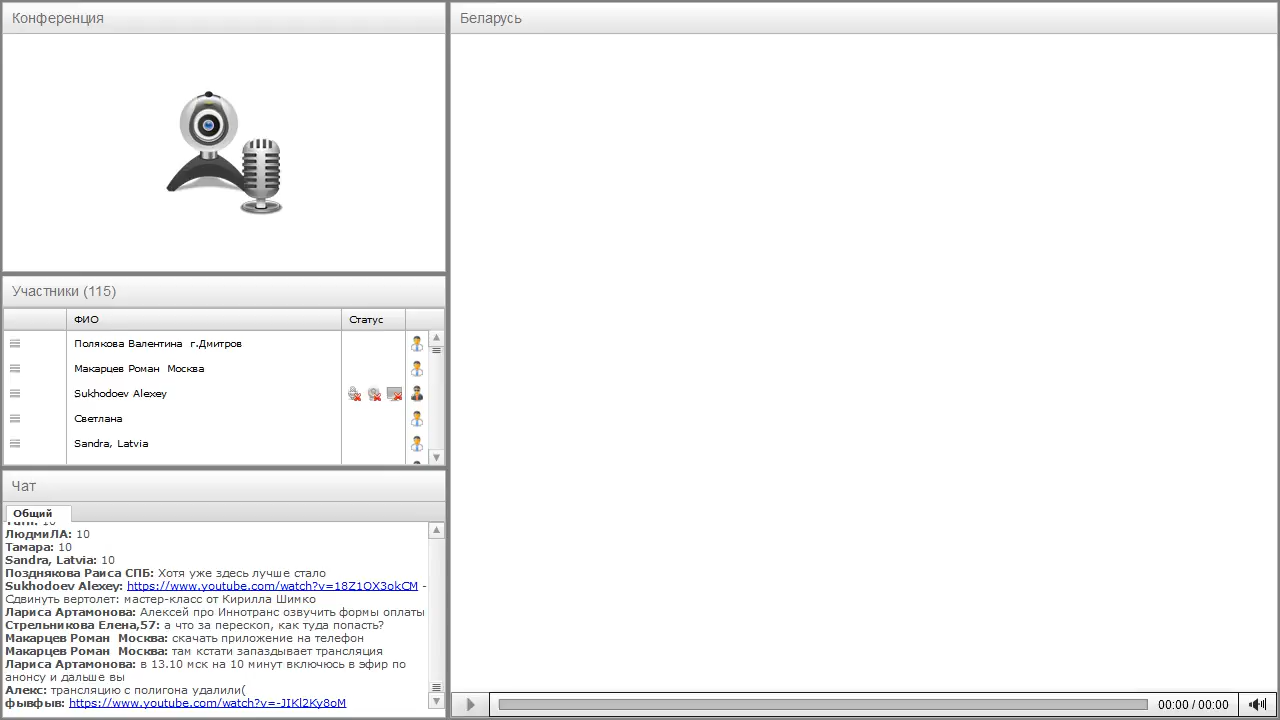 Конференция
Беларусь
Участники (115)
ФИО
Статус
Полякова Валентина г.Дмитров
Макарцев Роман Москва
Sukhodoev Alexey
Светлана
Sandra, Latvia
Чат
Общий
ЛюдмиЛА: 10
Тамара: 10
Sandra, Latvia: 10
Позднякова Раиса СПБ: Хотя уже здесь лучше стало
Sukhodoev Alexey: https://www.youtube.com/watch?v=18Z1OX3okCM -
Сдвинуть вертолет: мастер-класс от Кирилла Шимко
Лариса Артамонова: Алексей про Иннотранс озвучить формы оплаты
Стрельникова Елена,57: а что за перескоп, как туда попасть?
Макарцев Роман Москва: скачать приложение на телефон
Макарцев Роман Москва: там кстати запаздывает трансляция
Лариса Артамонова: в 13.10 мск на 10 минут включюсь в эфир по
анонсу и дальше вы
Алекс: трансляцию с полигона удалили(
фывфыв: https://www.youtube.com/watch?v=-JIKl2Ky8oM
00:00 / 00:00